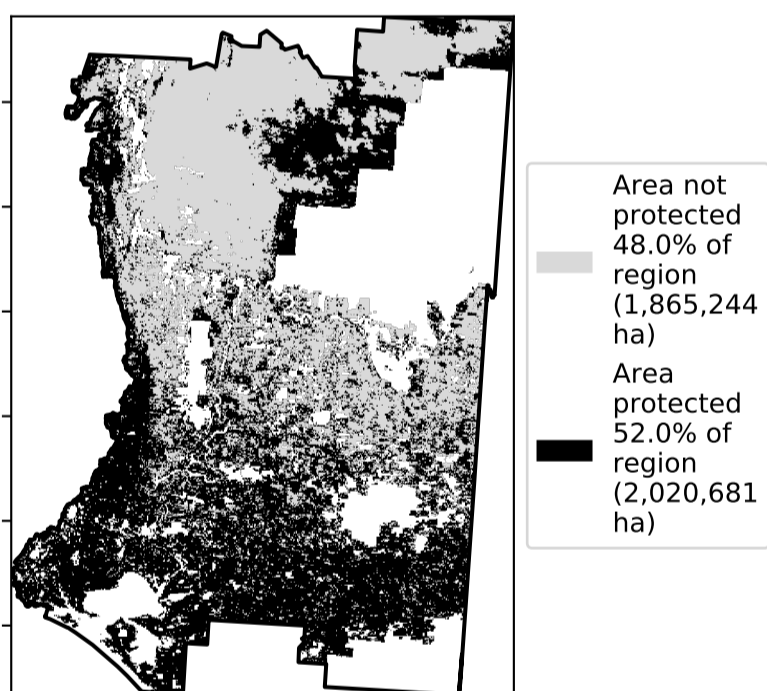 Area not
protected
48.0% of
region
(1,865,244
ha)
Area
protected
52.0% of
region
(2,020,681
ha)